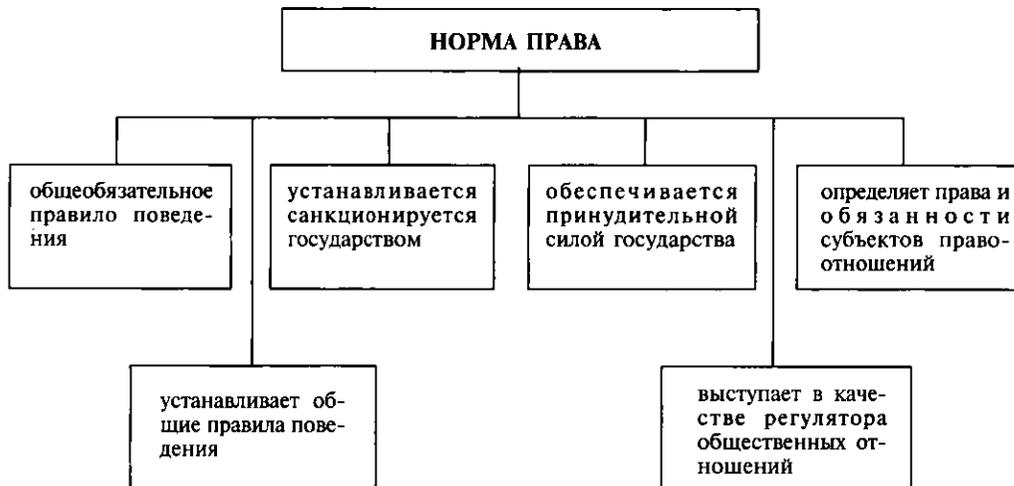 НОРМА ПРАВА
общеобязательное
правило поведе-
ния
устанавливается
санкционируется
государством
обеспечивается
принудительной
силой государства
определяет права и
обязанности
субъектов право-
отношений
устанавливает об-
щие правила пове-
дения
выступает в каче-
стве регулятора
общественных от-
ношений